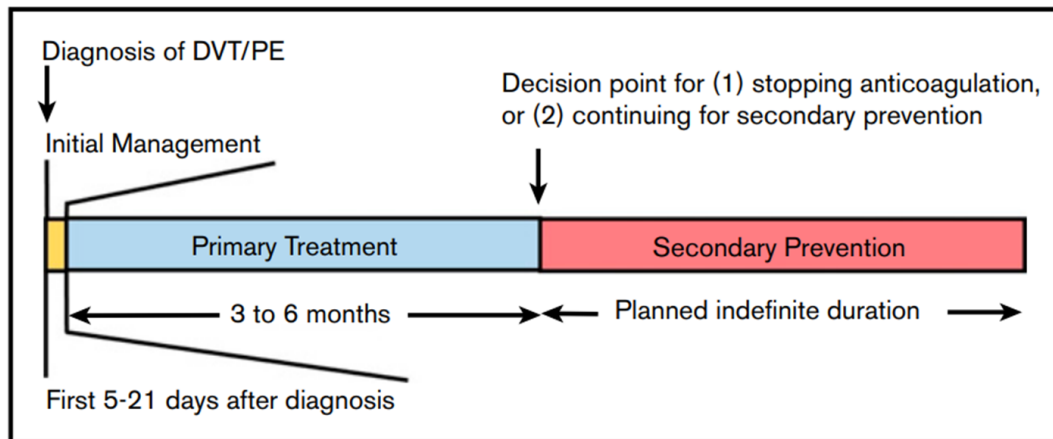 Diagnosis of DVT/PE
Decision point for (1) stopping anticoagulation,
or (2) continuing for secondary prevention
Initial Management
Primary Treatment
Secondary Prevention
3 to 6 months
Planned indefinite duration
First 5-21 days after diagnosis